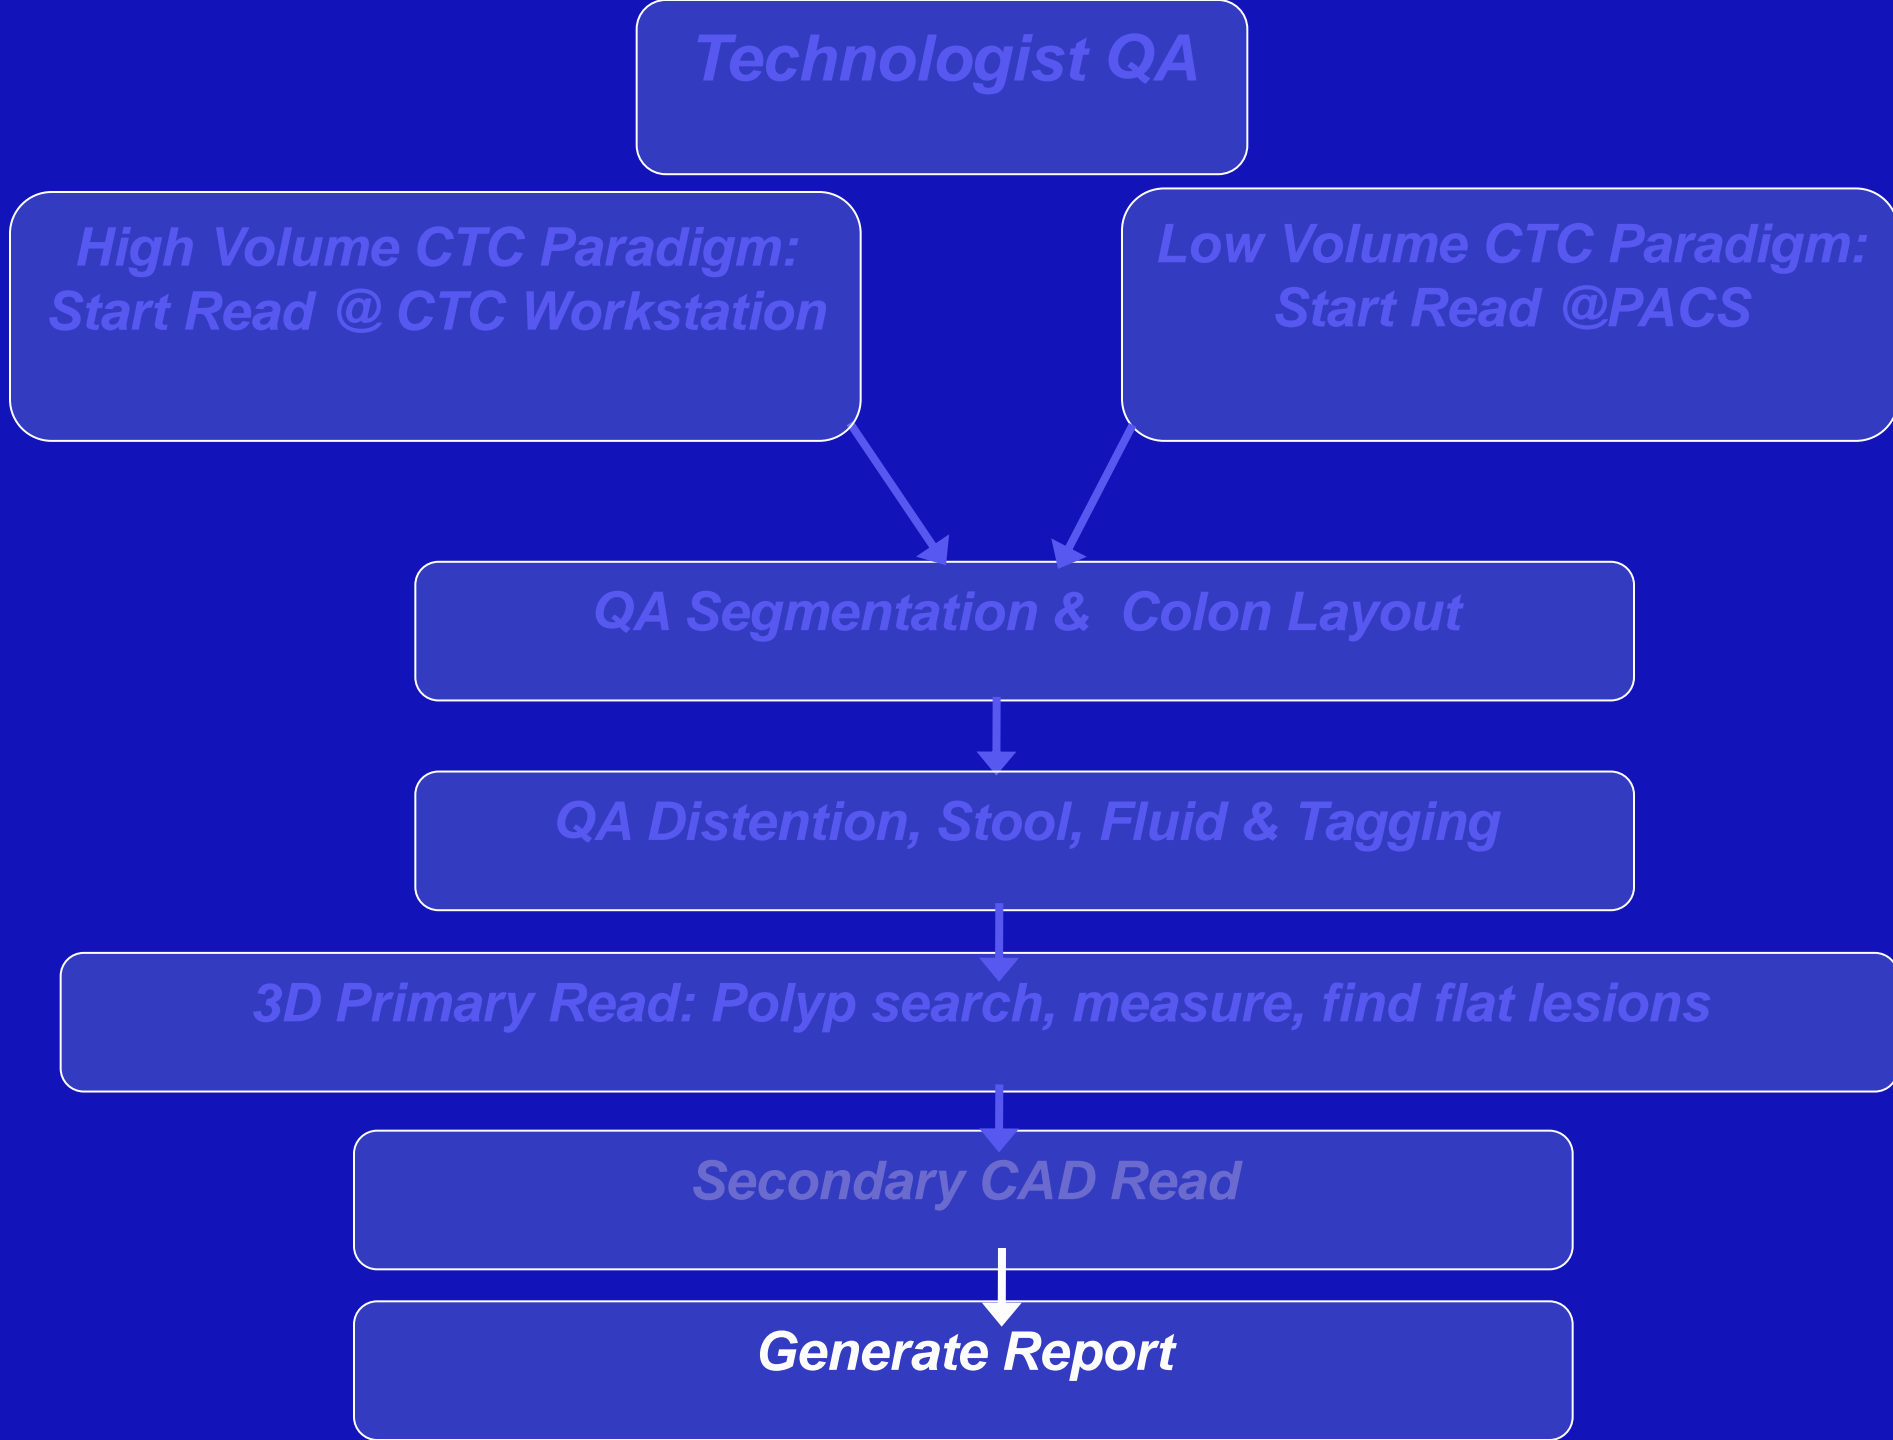 Technologist QA
High Volume CTC Paradigm:
Start Read @ CTC Workstation
Low Volume CTC Paradigm:
Start Read @PACS
QA Segmentation & Colon Layout
QA Distention, Stool, Fluid & Tagging
3D Primary Read: Polyp search, measure, find flat lesions
Secondary CAD Read
Generate Report